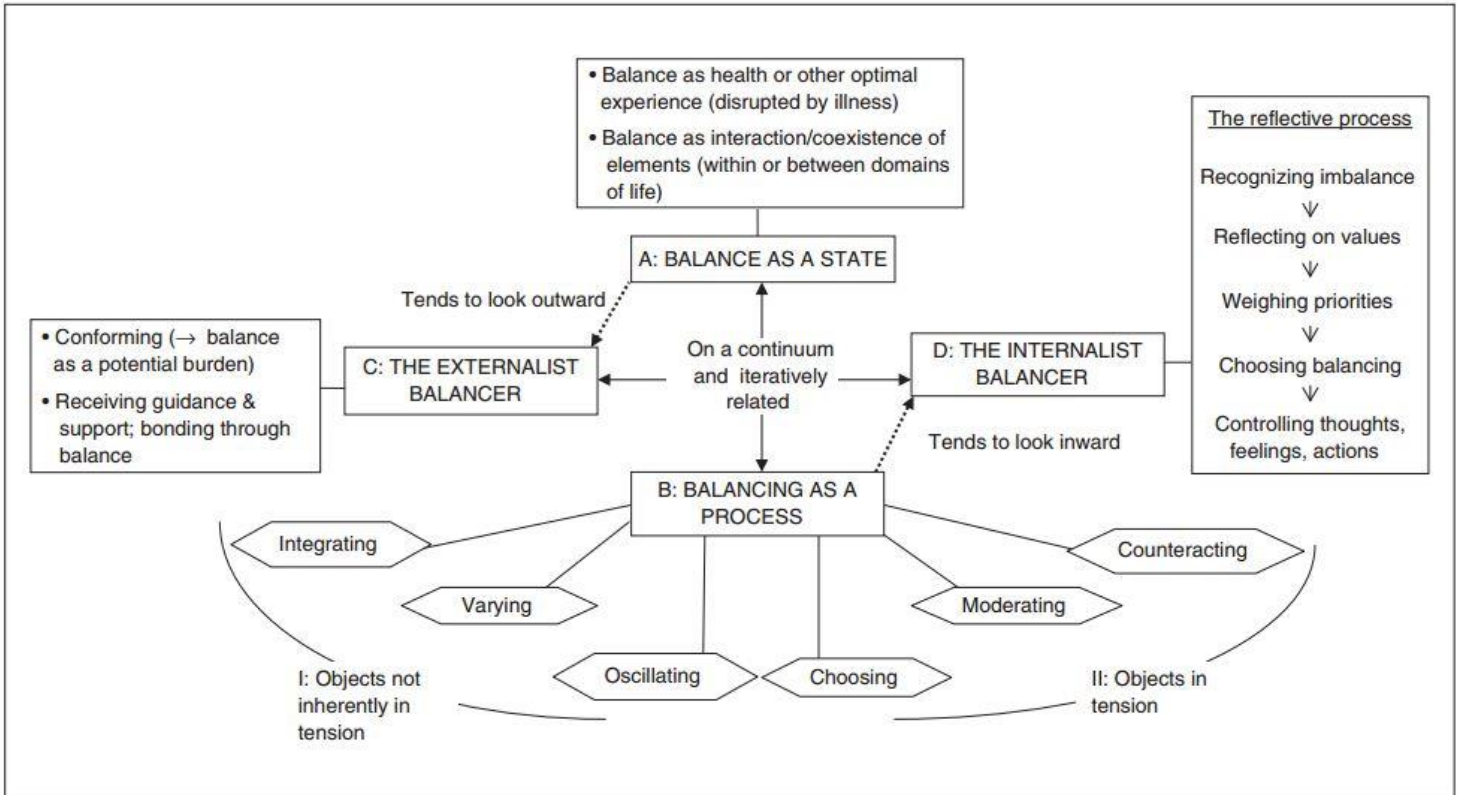 • Balance as health or other optimal
experience (disrupted by illness)
• Balance as interaction/coexistence of
elements (within or between domains
of life)
The reflective process
Recognizing imbalance
Reflecting on values
Weighing priorities
Choosing balancing
Controlling thoughts,
feelings, actions
A: BALANCE AS A STATE
Tends to look outward
• Conforming (→ balance
as a potential burden)
• Receiving guidance &
support; bonding through
balance
C: THE EXTERNALIST
BALANCER
On a continuum
and iteratively
related
D: THE INTERNALIST
BALANCER
Tends to look inward
B: BALANCING AS A
PROCESS
Integrating
Varying
Oscillating
Choosing
Moderating
Counteracting
I: Objects not
inherently in
tension
II: Objects in
tension